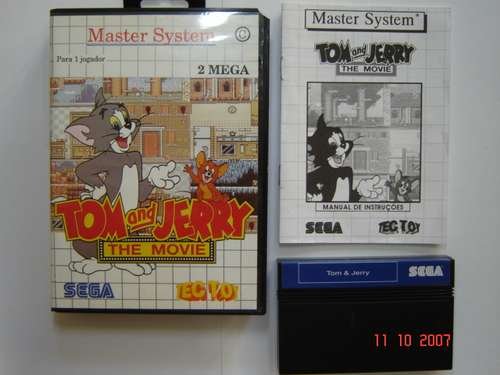 Master System ©
Para 1 jogador
2 MEGA
TOM and JERRY
THE MOVIE
SEGA
TEC TOY
Master System
TOM and JERRY
THE MOVIE
MANUAL DE INSTRUÇÕES
SEGA
TEC TOY
Tom & Jerry
SEGA
11 10 2007